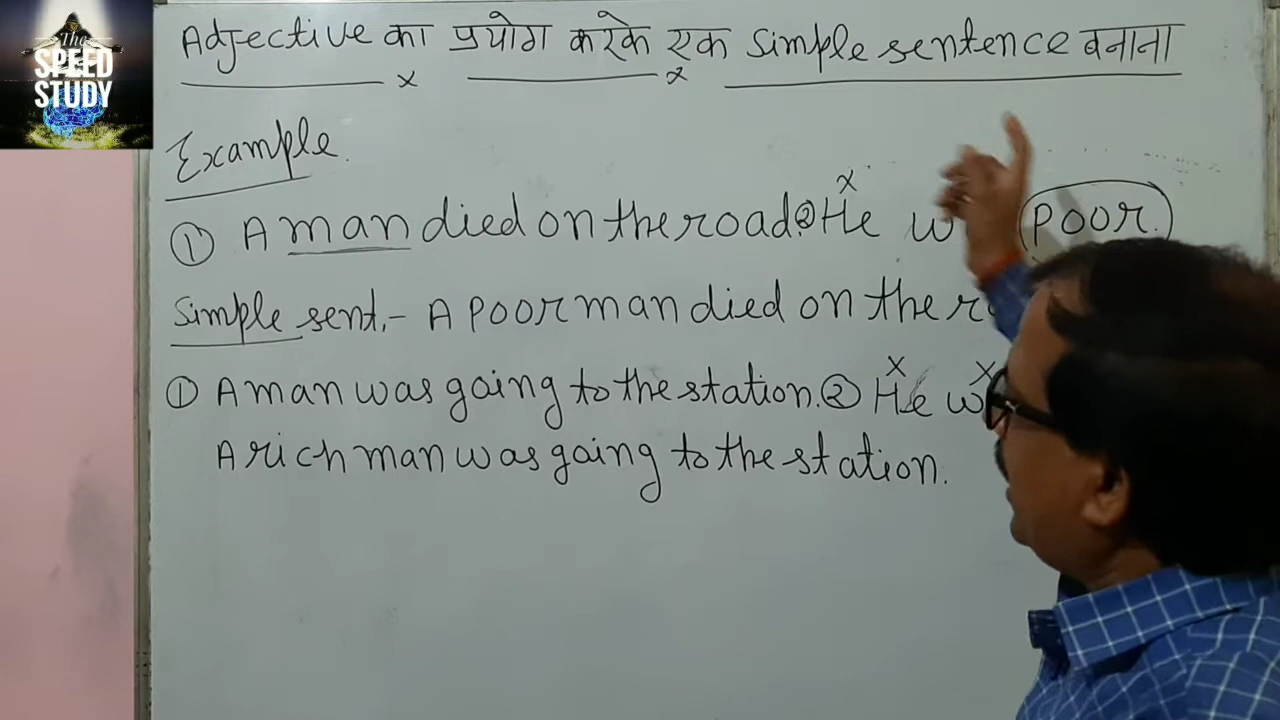 The
SPEED
STUDY
Adjective का प्रयोग करके एक Simple sentence बनाना
Example.
① A man died on the road. ② He poor.
Simple sent.- A poor man died on the
① A man was going to the station. ② He
A rich man was going to the station.